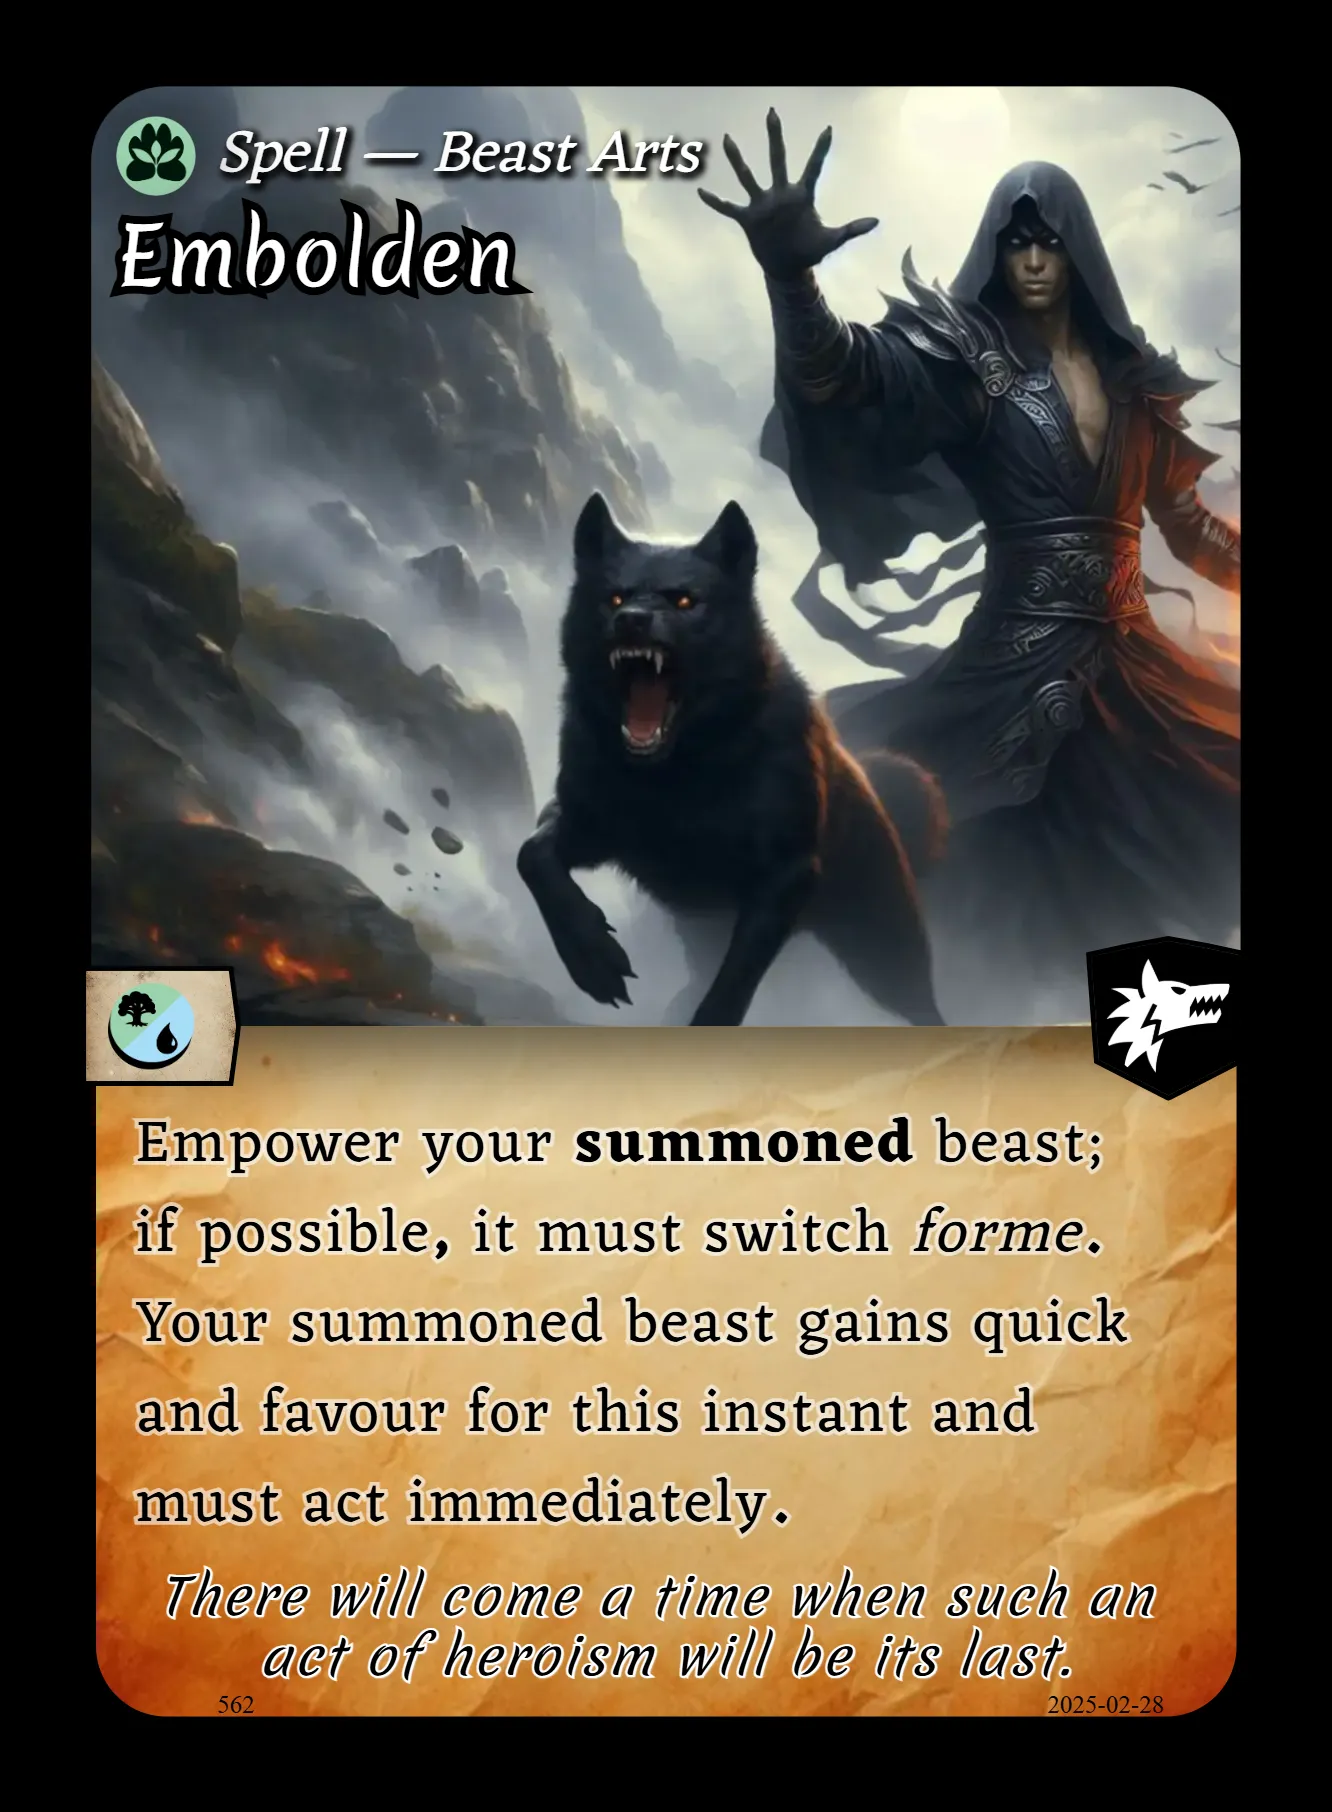 Spell — Beast Arts
Embolden
Empower your summoned beast;
if possible, it must switch forme.
Your summoned beast gains quick
and favour for this instant and
must act immediately.
There will come a time when such an
act of heroism will be its last.
562
2025-02-28